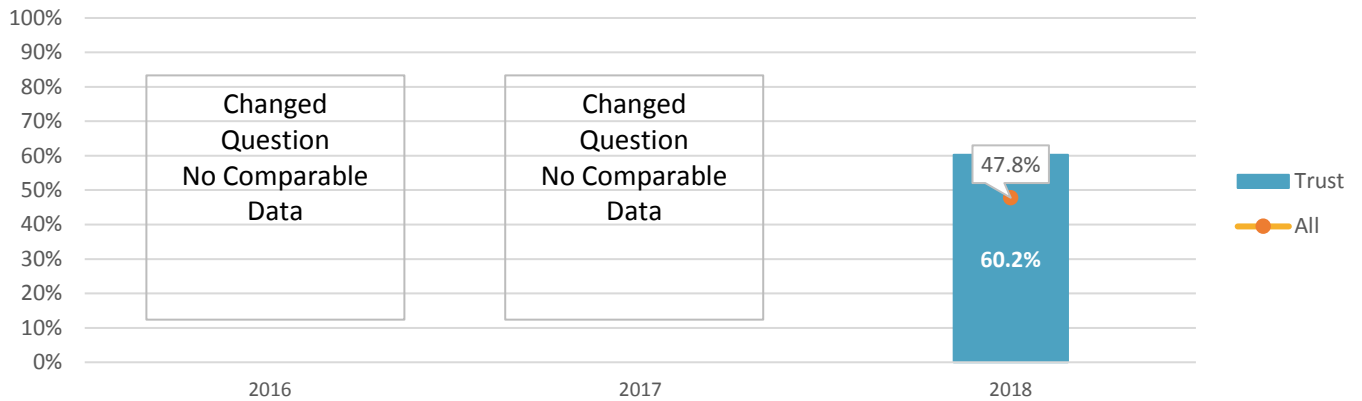 100%
90%
80%
70%
60%
50%
40%
30%
20%
10%
0%
Changed
Question
No Comparable
Data
Changed
Question
No Comparable
Data
47.8%
60.2%
2016
2017
2018
Trust
All